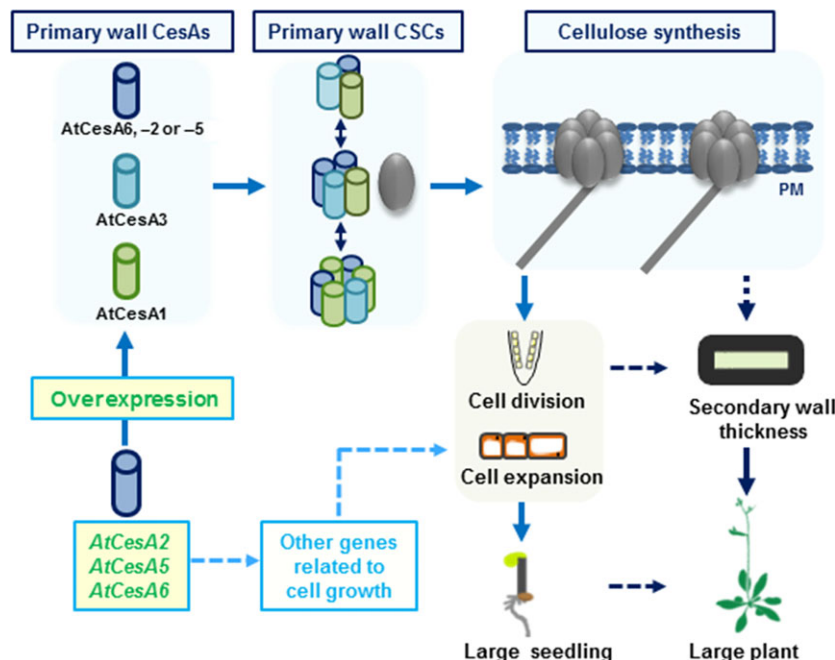 Primary wall CesAs
Primary wall CSCs
Cellulose synthesis
AtCesA6, –2 or –5
AtCesA3
AtCesA1
PM
Overexpression
AtCesA2
AtCesA5
AtCesA6
Other genes
related to
cell growth
Cell division
Cell expansion
Secondary wall
thickness
Large seedling
Large plant